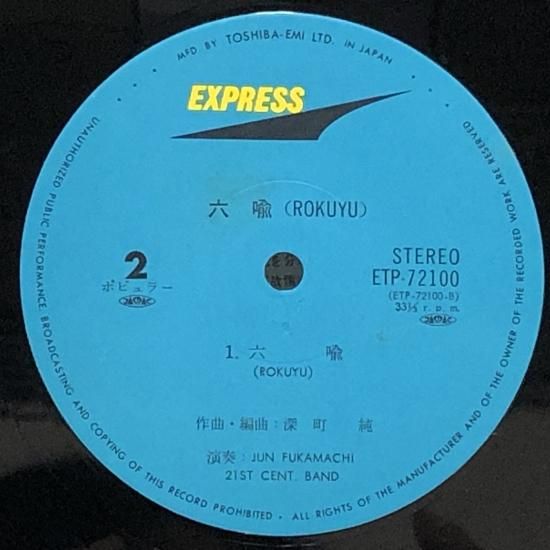 MFD BY TOSHIBA-EMI LTD. IN JAPAN
EXPRESS
六 喩 (ROKUYU)
2
ポピュラー
STEREO
ETP-72100
(ETP-72100-B)
33⅓ r. p. m.
1. 六 喩
(ROKUYU)
作曲・編曲 : 深 町 純
演奏 : JUN FUKAMACHI
21ST CENT. BAND
UNAUTHORIZED PUBLIC PERFORMANCE. BROADCASTING AND COPYING OF THIS RECORD PROHIBITED • ALL RIGHTS OF THE MANUFACTURER AND OF THE OWNER OF THE RECORDED WORK ARE RESERVED